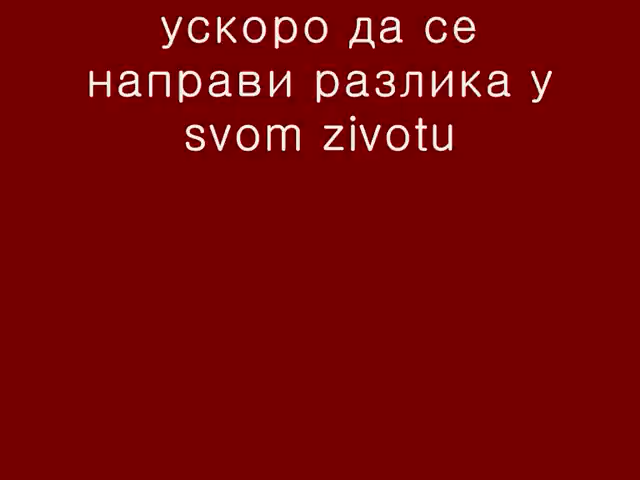 ускоро да се
направи разлика у
svom zivotu